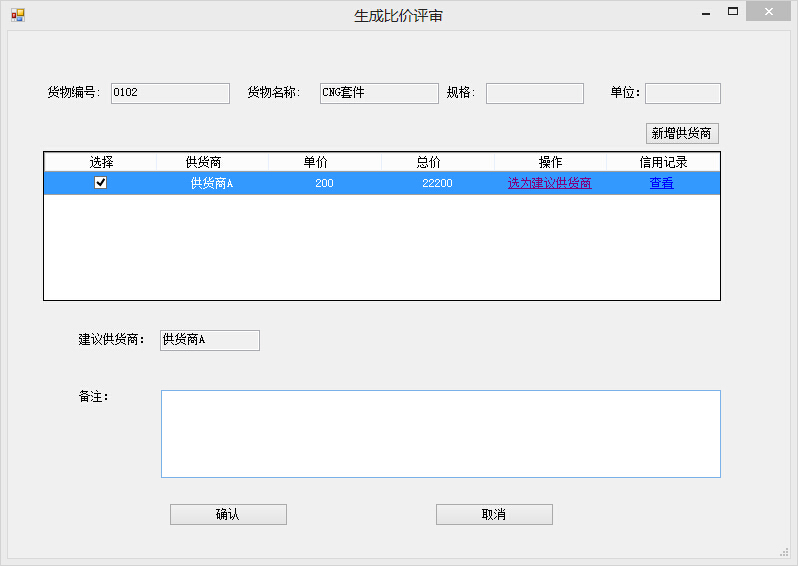 生成比价评审
货物编号: 0102 货物名称: CNG套件 规格: 单位:
新增供货商
选择 供货商 单价 总价 操作 信用记录
供货商A 200 22200 选为建议供货商 查看
建议供货商: 供货商A
备注:
确认 取消